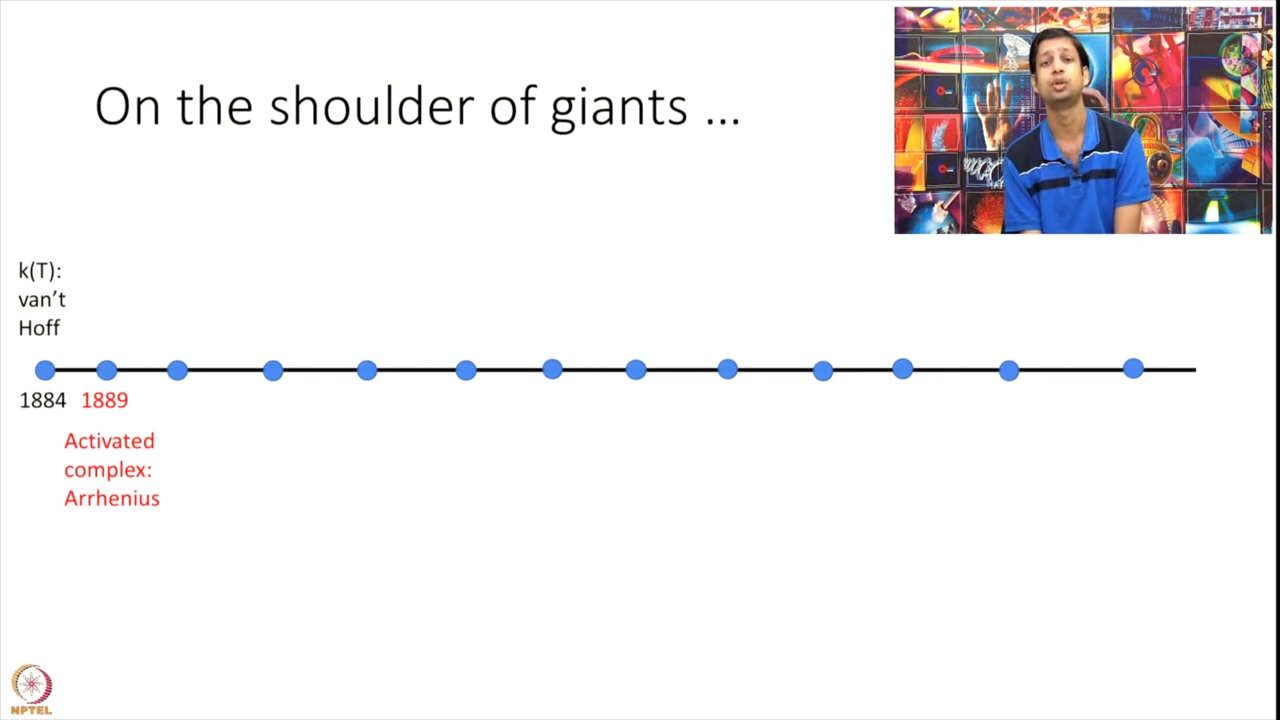 On the shoulder of giants ...
k(T):
van’t
Hoff
1884 1889
Activated
complex:
Arrhenius
NPTEL